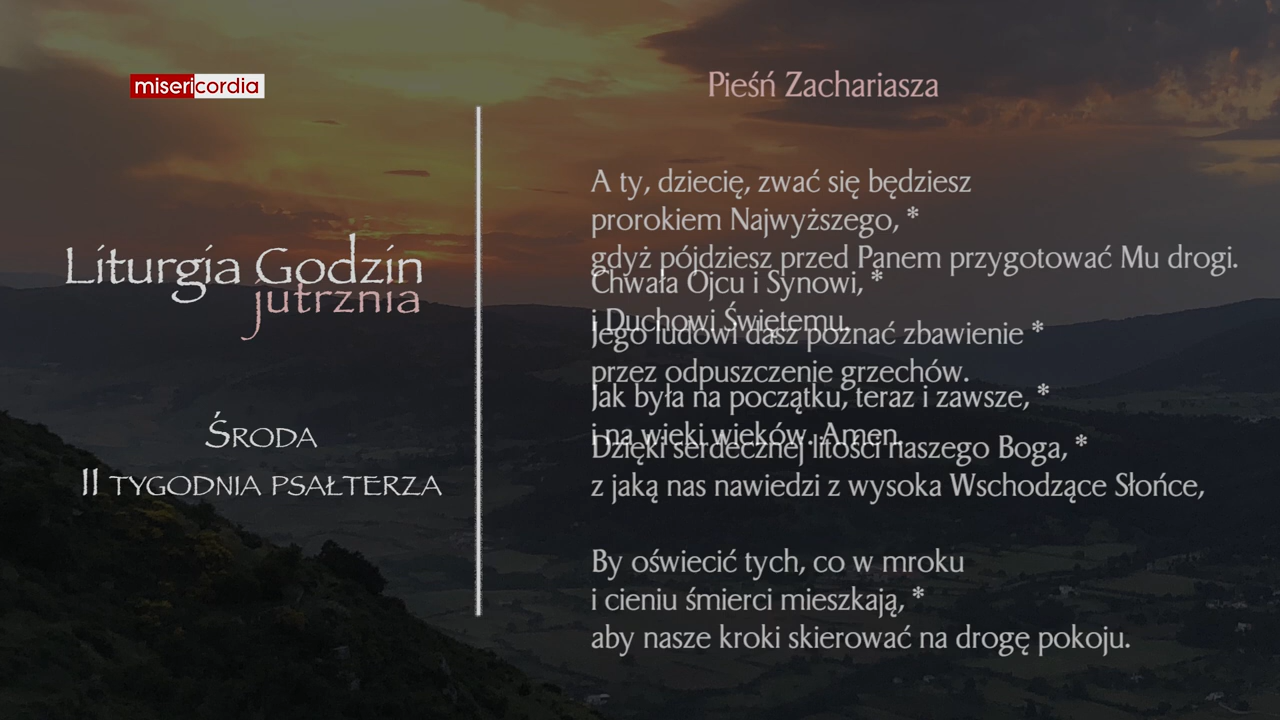 misericordia
Liturgia Godzin
jutrznia
Środa
II tygodnia psałterza
Pieśń Zachariasza
A ty, dziecię, zwać się będziesz
prorokiem Najwyższego, *
gdyż pójdziesz przed Panem przygotować Mu drogi.
Chwała Ojcu i Synowi, *
i Duchowi Świętemu.
Jego ludowi dasz poznać zbawienie *
przez odpuszczenie grzechów.
Jak była na początku, teraz i zawsze, *
i na wieki wieków. Amen.
Dzięki serdecznej litości naszego Boga, *
z jaką nas nawiedzi z wysoka Wschodzące Słońce,
By oświecić tych, co w mroku
i cieniu śmierci mieszkają, *
aby nasze kroki skierować na drogę pokoju.